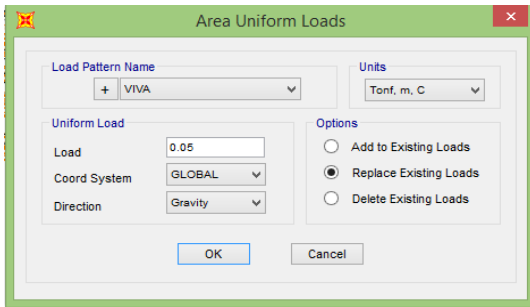 Area Uniform Loads
Load Pattern Name
+ VIVA
Units
Tonf, m, C
Uniform Load
Load 0.05
Coord System GLOBAL
Direction Gravity
Options
Add to Existing Loads
Replace Existing Loads
Delete Existing Loads
OK Cancel